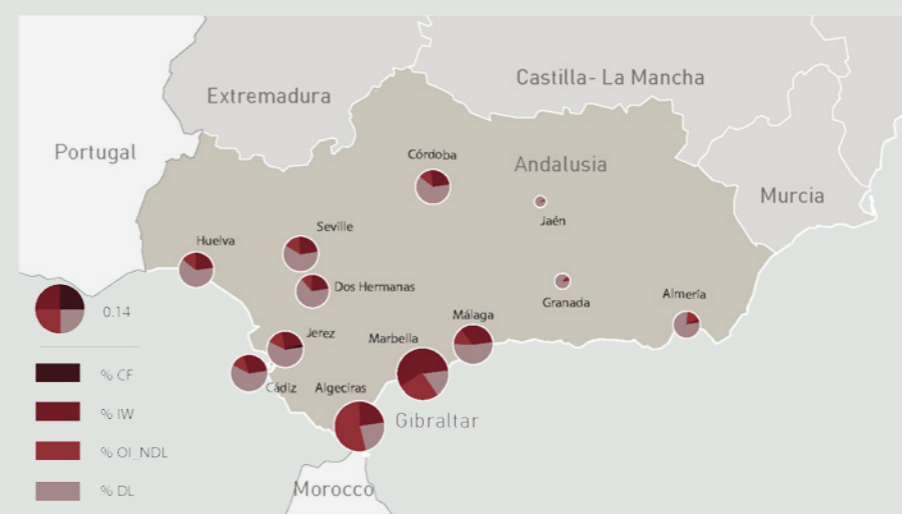 Castilla- La Mancha
Extremadura
Portugal
Córdoba
Andalusia
Murcia
Jaén
Seville
Huelva
Dos Hermanas
Granada
Almería
0.14
Málaga
Jerez
Marbella
% CF
Cádiz
Algeciras
% IW
Gibraltar
% OI_NDL
% DL
Morocco